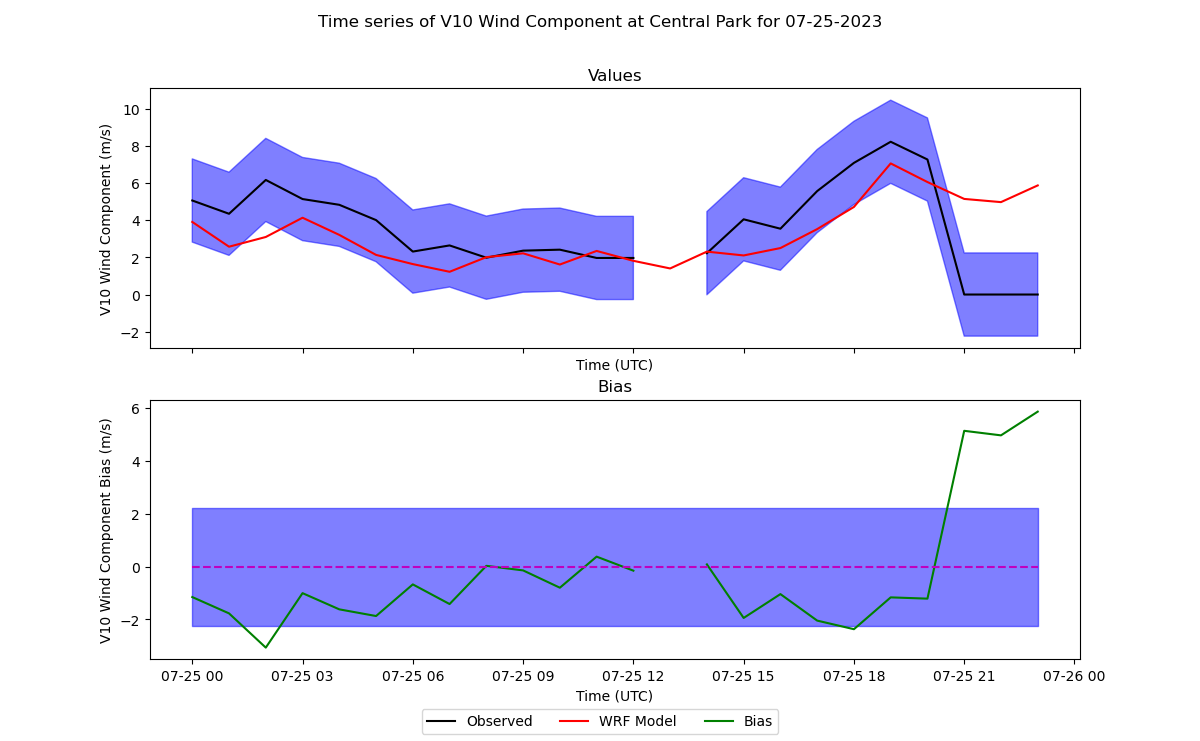 Time series of V10 Wind Component at Central Park for 07-25-2023
Values
V10 Wind Component (m/s)
10
8
6
4
2
0
−2
Time (UTC)
Bias
V10 Wind Component Bias (m/s)
6
4
2
0
−2
07-25 00 07-25 03 07-25 06 07-25 09 07-25 12 07-25 15 07-25 18 07-25 21 07-26 00
Time (UTC)
Observed WRF Model Bias